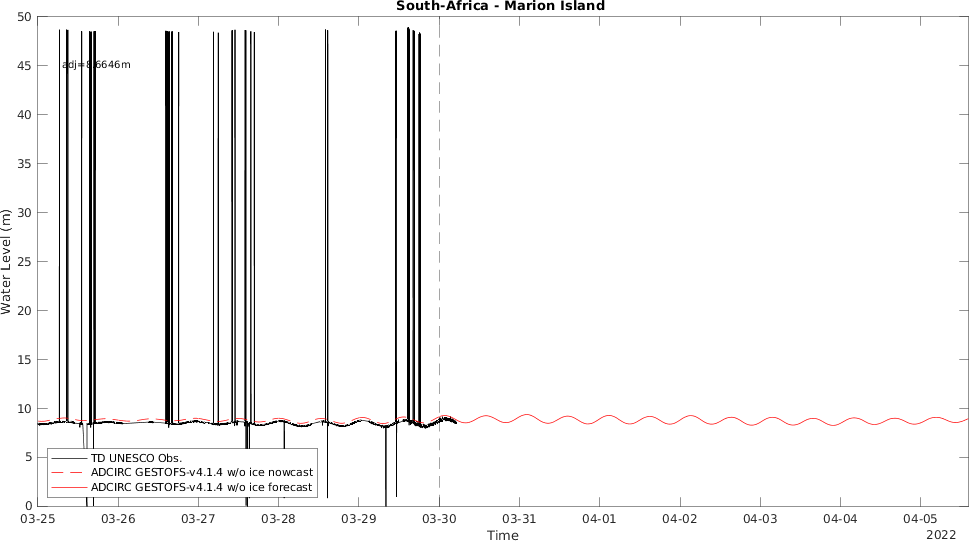 South-Africa - Marion Island
50
45
40
35
30
25
20
15
10
5
0
Water Level (m)
adj=8.6646m
TD UNESCO Obs.
ADCIRC GESTOFS-v4.1.4 w/o ice nowcast
ADCIRC GESTOFS-v4.1.4 w/o ice forecast
03-25 03-26 03-27 03-28 03-29 03-30 03-31 04-01 04-02 04-03 04-04 04-05
Time
2022